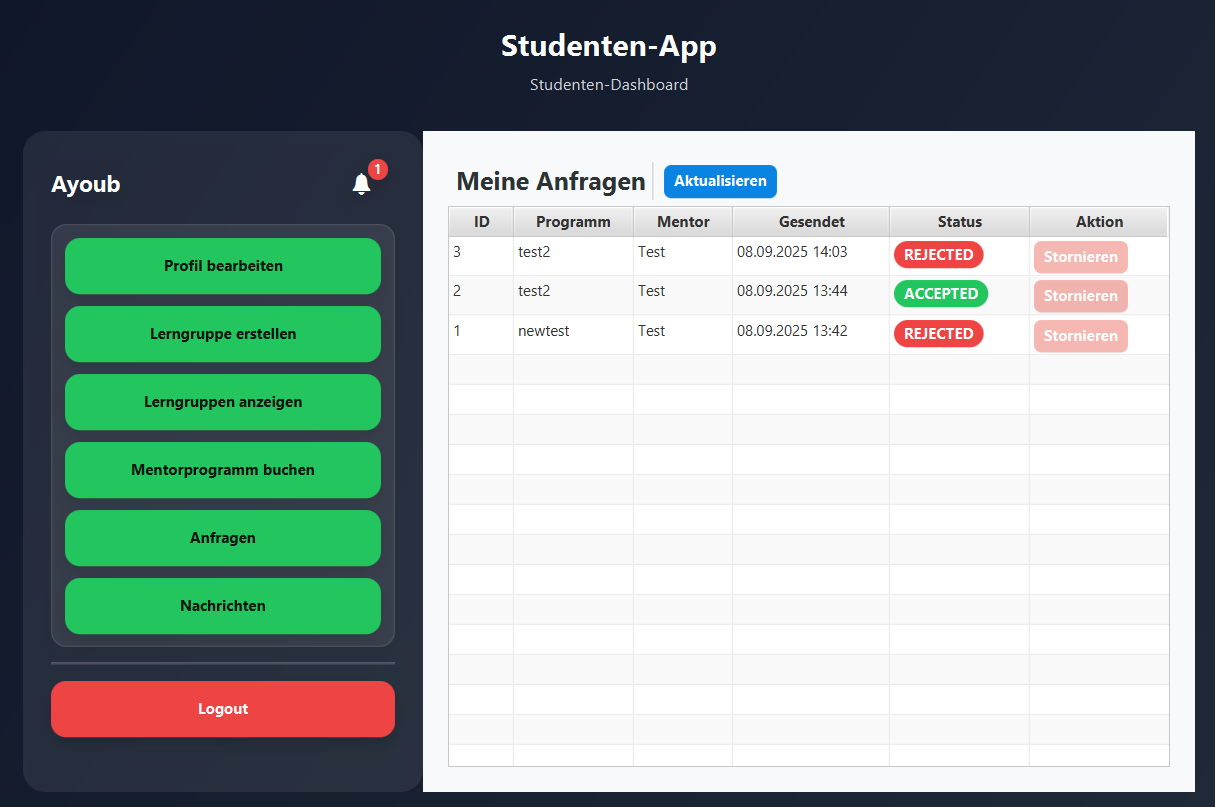 Studenten-App
Studenten-Dashboard
Ayoub
1
Profil bearbeiten
Lerngruppe erstellen
Lerngruppen anzeigen
Mentorprogramm buchen
Anfragen
Nachrichten
Logout
Meine Anfragen Aktualisieren
ID Programm Mentor Gesendet Status Aktion
3 test2 Test 08.09.2025 14:03 REJECTED Stornieren
2 test2 Test 08.09.2025 13:44 ACCEPTED Stornieren
1 newtest Test 08.09.2025 13:42 REJECTED Stornieren